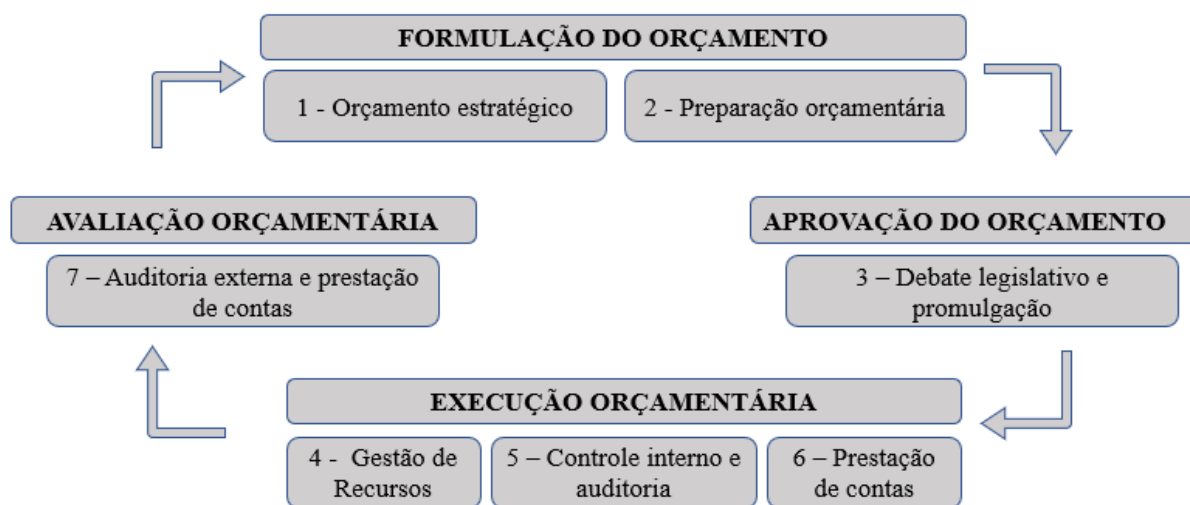 FORMULAÇÃO DO ORÇAMENTO
1 - Orçamento estratégico
2 - Preparação orçamentária
APROVAÇÃO DO ORÇAMENTO
3 – Debate legislativo e
promulgação
EXECUÇÃO ORÇAMENTÁRIA
4 - Gestão de
Recursos
5 – Controle interno e
auditoria
6 – Prestação
de contas
AVALIAÇÃO ORÇAMENTÁRIA
7 – Auditoria externa e prestação
de contas